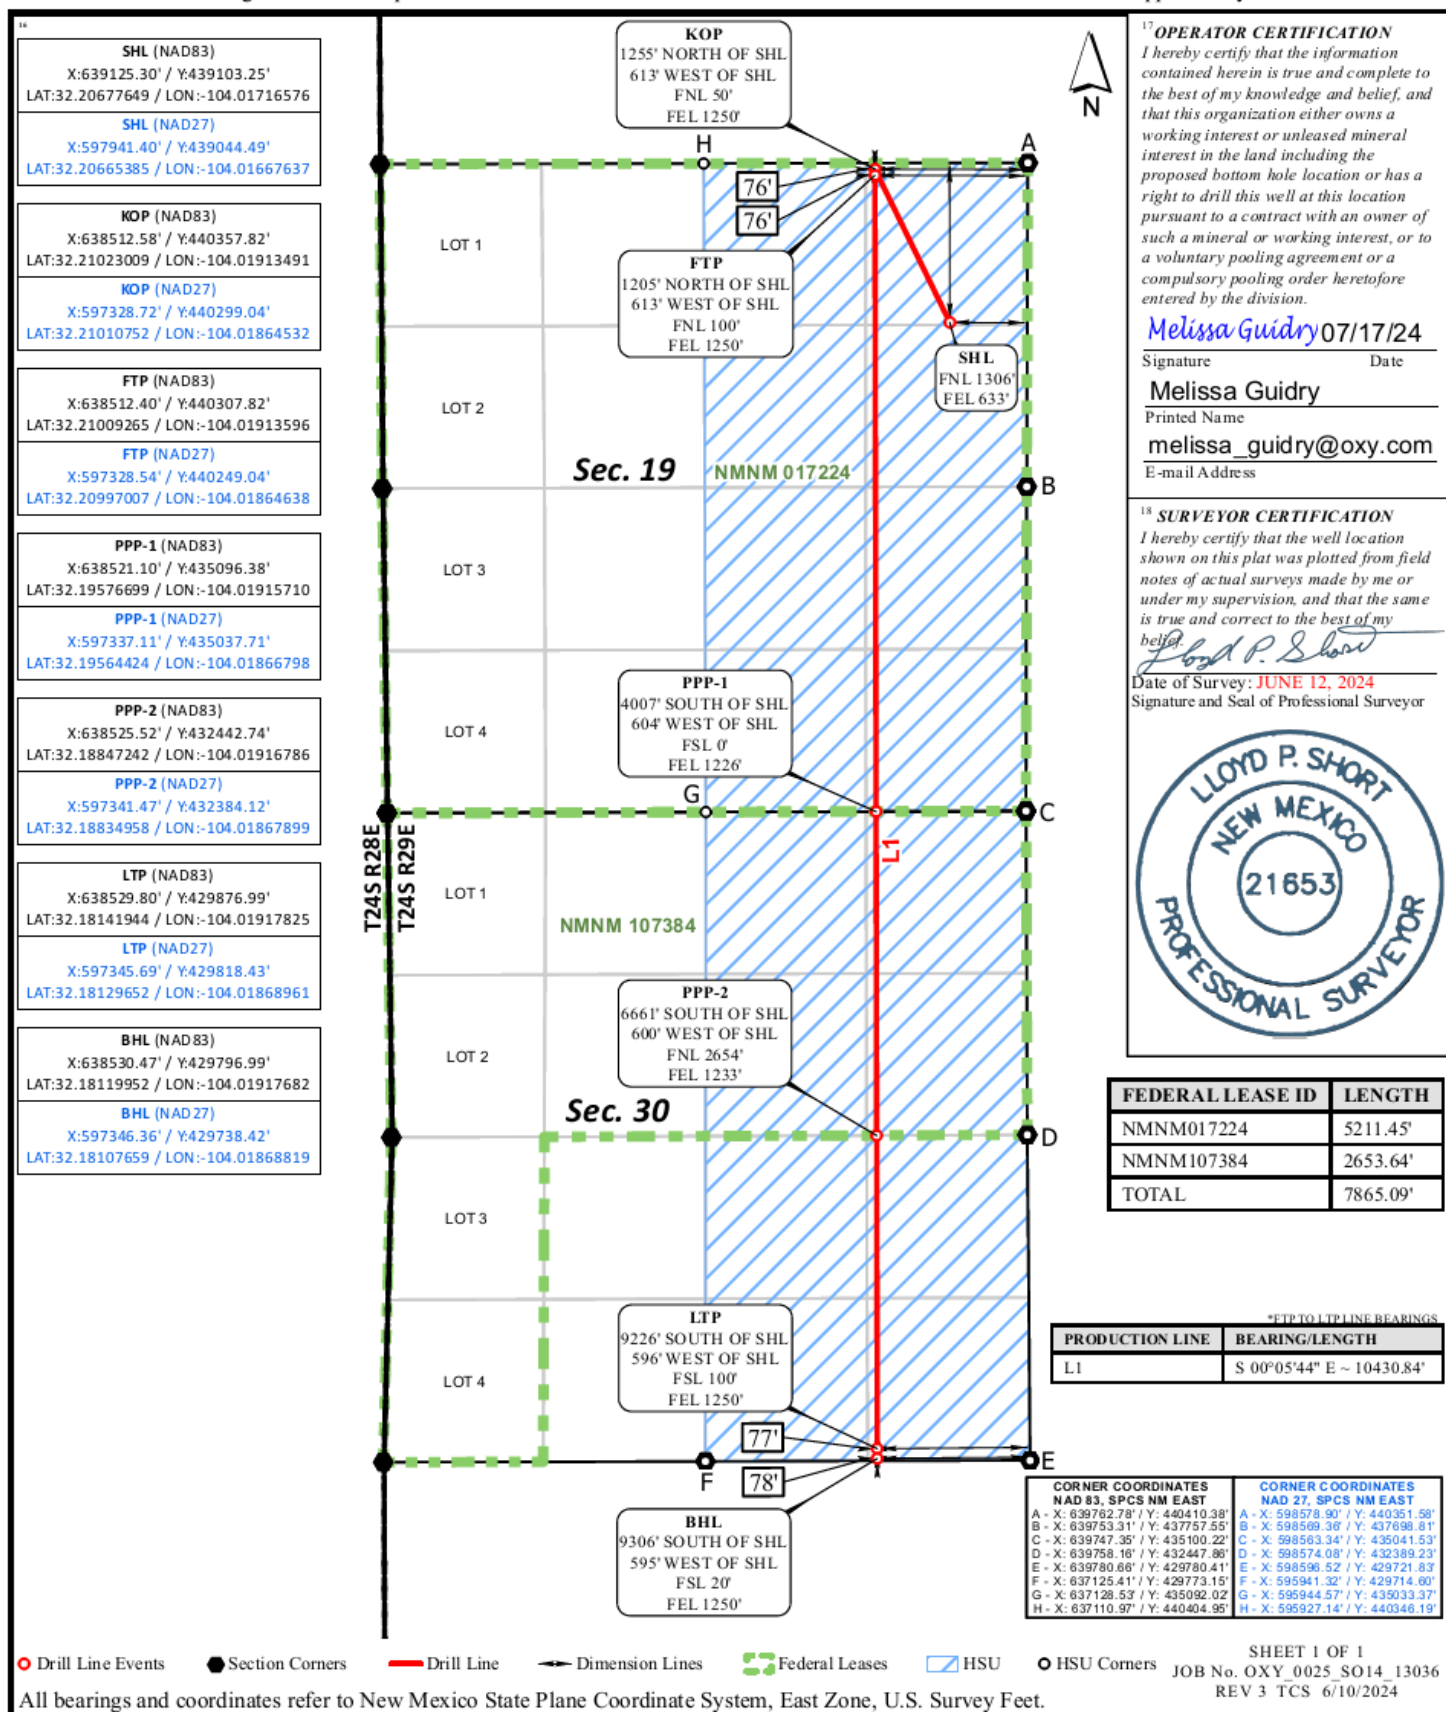 16
SHL (NAD83)
X:639125.30' / Y:439103.25'
LAT:32.20677649 / LON:-104.01716576
SHL (NAD27)
X:597941.40' / Y:439044.49'
LAT:32.20665385 / LON:-104.01667637
KOP (NAD83)
X:638512.58' / Y:440357.82'
LAT:32.21023009 / LON:-104.01913491
KOP (NAD27)
X:597328.72' / Y:440299.04'
LAT:32.21010752 / LON:-104.01864532
FTP (NAD83)
X:638512.40' / Y:440307.82'
LAT:32.21009265 / LON:-104.01913596
FTP (NAD27)
X:597328.54' / Y:440249.04'
LAT:32.20997007 / LON:-104.01864638
PPP-1 (NAD83)
X:638521.10' / Y:435096.38'
LAT:32.19576699 / LON:-104.01915710
PPP-1 (NAD27)
X:597337.11' / Y:435037.71'
LAT:32.19564424 / LON:-104.01866798
PPP-2 (NAD83)
X:638525.52' / Y:432442.74'
LAT:32.18847242 / LON:-104.01916786
PPP-2 (NAD27)
X:597341.47' / Y:432384.12'
LAT:32.18834958 / LON:-104.01867899
LTP (NAD83)
X:638529.80' / Y:429876.99'
LAT:32.18141944 / LON:-104.01917825
LTP (NAD27)
X:597345.69' / Y:429818.43'
LAT:32.18129652 / LON:-104.01868961
BHL (NAD83)
X:638530.47' / Y:429796.99'
LAT:32.18119952 / LON:-104.01917682
BHL (NAD27)
X:597346.36' / Y:429738.42'
LAT:32.18107659 / LON:-104.01868819
KOP
1255' NORTH OF SHL
613' WEST OF SHL
FNL 50'
FEL 1250'
N
H
A
76'
76'
LOT 1
FTP
1205' NORTH OF SHL
613' WEST OF SHL
FNL 100'
FEL 1250'
SHL
FNL 1306'
FEL 633'
LOT 2
Sec. 19
NMNM 017224
B
LOT 3
PPP-1
4007' SOUTH OF SHL
604' WEST OF SHL
FSL 0'
FEL 1226'
LOT 4
G
C
T24S R28E
T24S R29E
L1
LOT 1
NMNM 107384
PPP-2
6661' SOUTH OF SHL
600' WEST OF SHL
FNL 2654'
FEL 1233'
LOT 2
Sec. 30
D
LOT 3
LTP
9226' SOUTH OF SHL
596' WEST OF SHL
FSL 100'
FEL 1250'
LOT 4
77'
F
E
78'
BHL
9306' SOUTH OF SHL
595' WEST OF SHL
FSL 20'
FEL 1250'
17 OPERATOR CERTIFICATION
I hereby certify that the information
contained herein is true and complete to
the best of my knowledge and belief, and
that this organization either owns a
working interest or unleased mineral
interest in the land including the
proposed bottom hole location or has a
right to drill this well at this location
pursuant to a contract with an owner of
such a mineral or working interest, or to
a voluntary pooling agreement or a
compulsory pooling order heretofore
entered by the division.
Melissa Guidry 07/17/24
Signature Date
Melissa Guidry
Printed Name
melissa_guidry@oxy.com
E-mail Address
18 SURVEYOR CERTIFICATION
I hereby certify that the well location
shown on this plat was plotted from field
notes of actual surveys made by me or
under my supervision, and that the same
is true and correct to the best of my
belief.
Lloyd P. Short
Date of Survey: JUNE 12, 2024
Signature and Seal of Professional Surveyor
LLOYD P. SHORT
NEW MEXICO
21653
PROFESSIONAL SURVEYOR
FEDERAL LEASE ID LENGTH
NMNM017224 5211.45'
NMNM107384 2653.64'
TOTAL 7865.09'
*FTP TO LTP LINE BEARINGS
PRODUCTION LINE BEARING/LENGTH
L1 S 00°05'44" E ~ 10430.84'
CORNER COORDINATES
NAD 83, SPCS NM EAST
A - X: 639762.78' / Y: 440410.38'
B - X: 639753.31' / Y: 437757.55'
C - X: 639747.35' / Y: 435100.22'
D - X: 639758.16' / Y: 432447.86'
E - X: 639780.66' / Y: 429780.41'
F - X: 637125.41' / Y: 429773.15'
G - X: 637128.53' / Y: 435092.02'
H - X: 637110.97' / Y: 440404.95'
CORNER COORDINATES
NAD 27, SPCS NM EAST
A - X: 598578.90' / Y: 440351.58'
B - X: 598569.36' / Y: 437698.81'
C - X: 598563.34' / Y: 435041.53'
D - X: 598574.08' / Y: 432389.23'
E - X: 598596.52' / Y: 429721.83'
F - X: 595941.32' / Y: 429714.60'
G - X: 595944.57' / Y: 435033.37'
H - X: 595927.14' / Y: 440346.19'
Drill Line Events Section Corners Drill Line Dimension Lines Federal Leases HSU HSU Corners
SHEET 1 OF 1
JOB No. OXY_0025_SO14_13036
REV 3 TCS 6/10/2024
All bearings and coordinates refer to New Mexico State Plane Coordinate System, East Zone, U.S. Survey Feet.